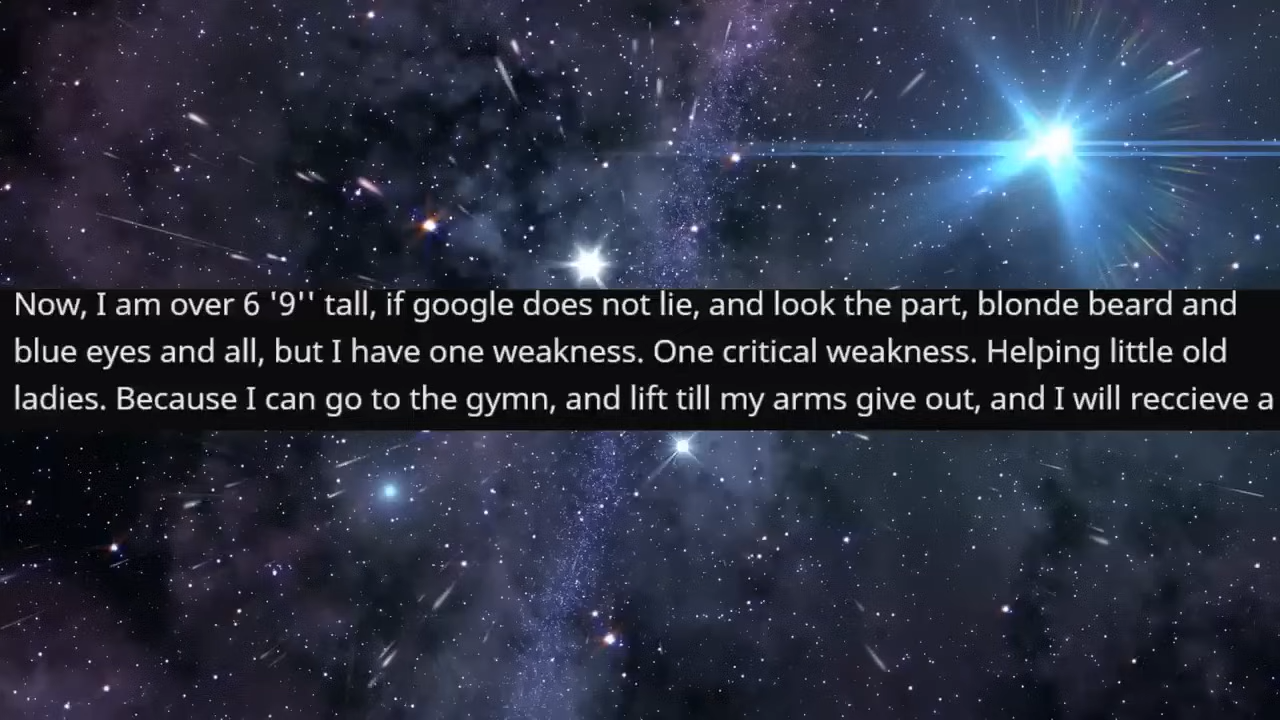 Now, I am over 6 '9'' tall, if google does not lie, and look the part, blonde beard and
blue eyes and all, but I have one weakness. One critical weakness. Helping little old
ladies. Because I can go to the gymn, and lift till my arms give out, and I will reccieve a